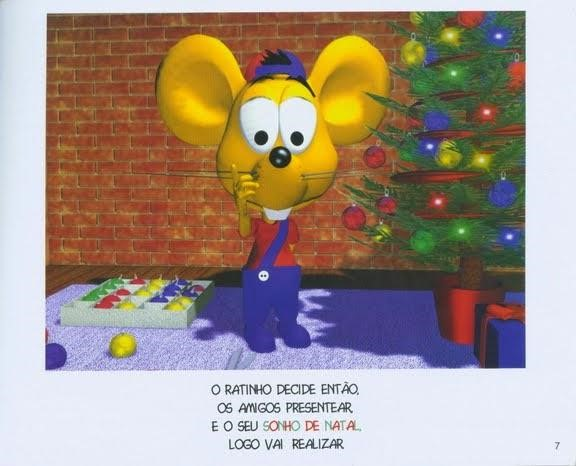 O RATINHO DECIDE ENTÃO,
OS AMIGOS PRESENTEAR,
E O SEU SONHO DE NATAL,
LOGO VAI REALIZAR.
7